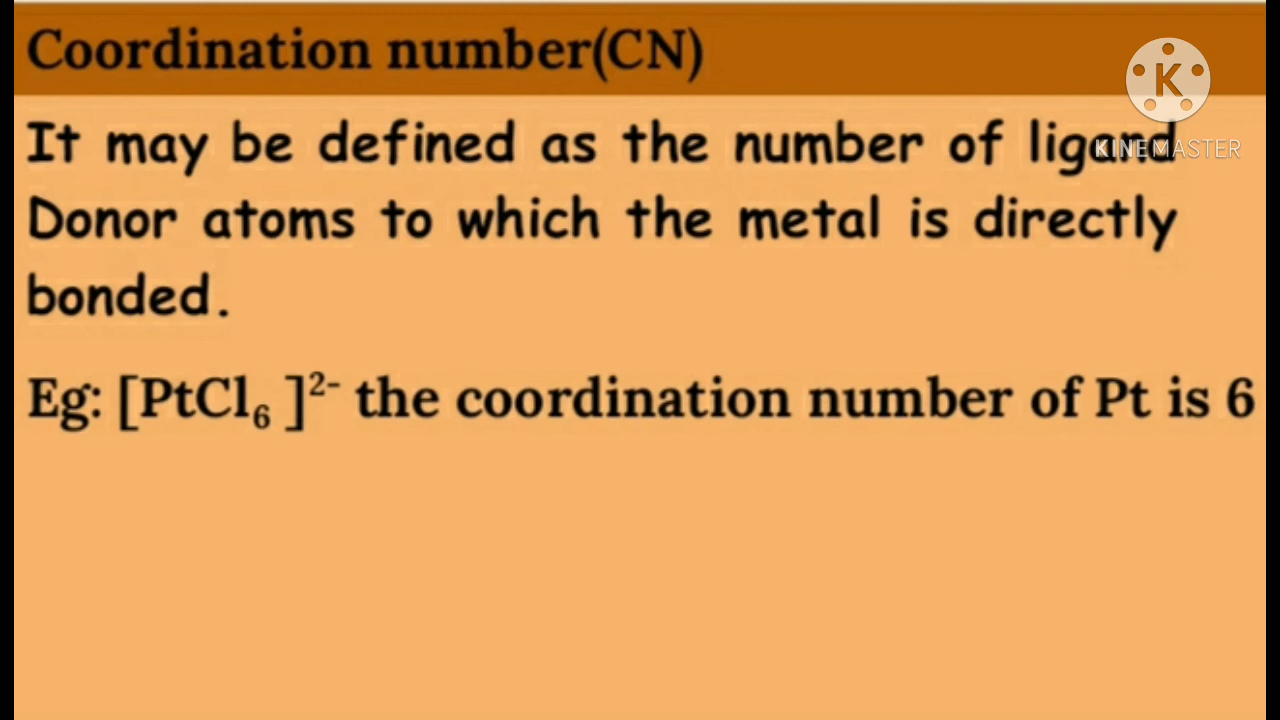 Coordination number(CN)
K
KINEMASTER
It may be defined as the number of ligand
Donor atoms to which the metal is directly
bonded.
Eg: [PtCl₆ ]²⁻ the coordination number of Pt is 6